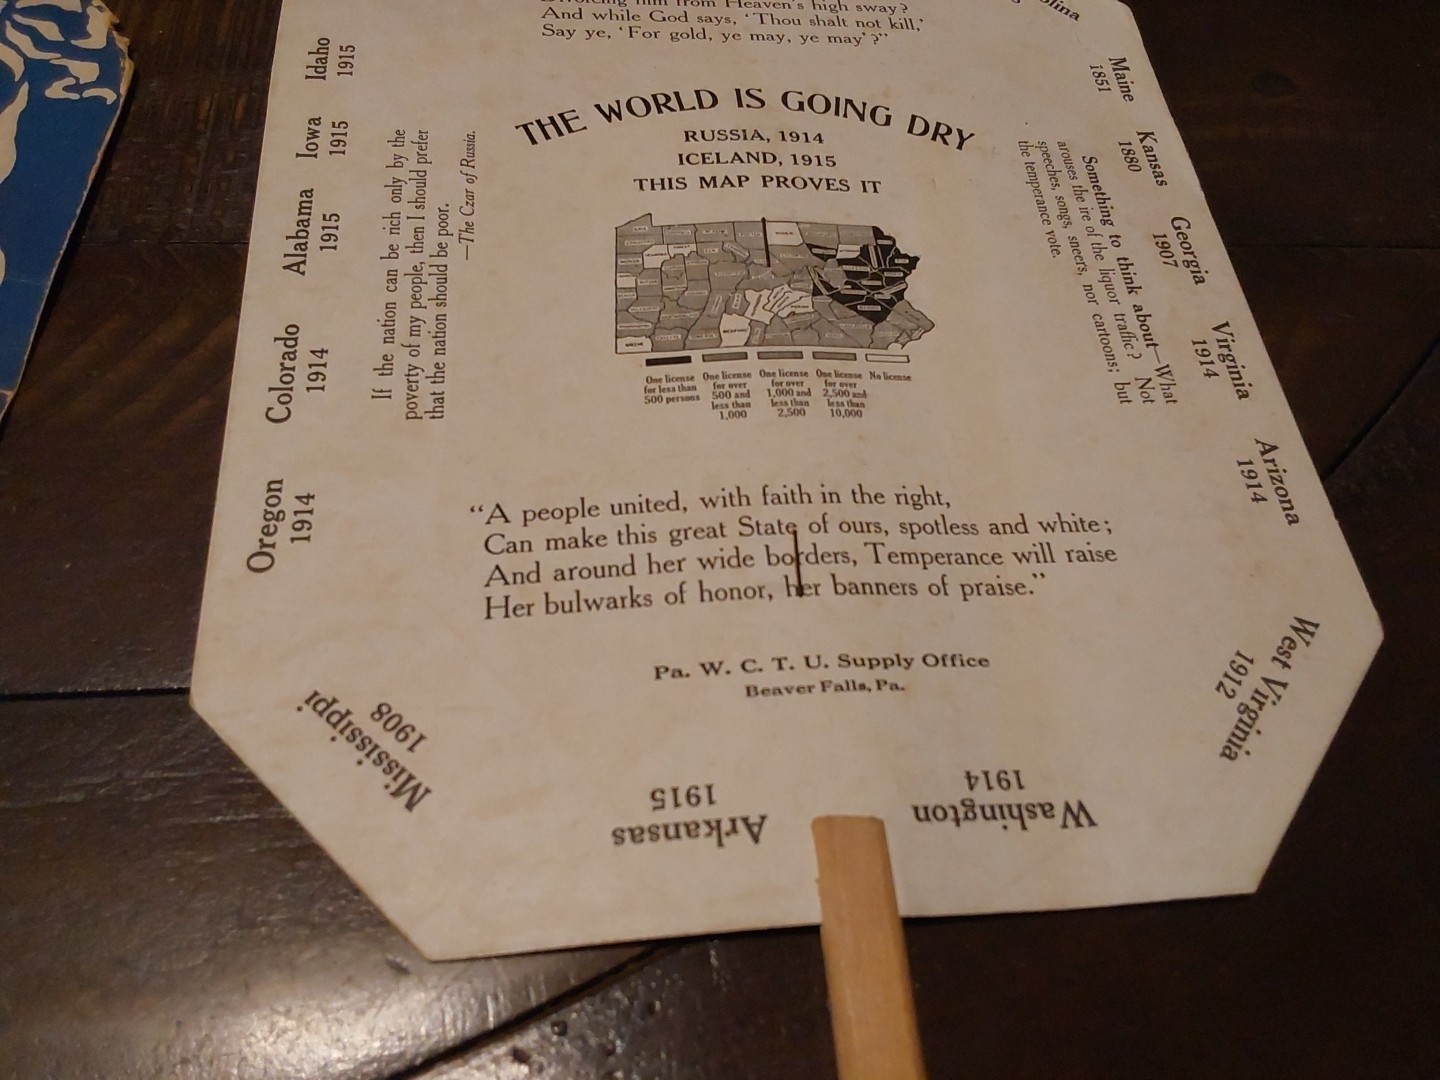 him from Heaven's high sway?
And while God says, 'Thou shalt not kill,'
Say ye, 'For gold, ye may, ye may'?"
THE WORLD IS GOING DRY
RUSSIA, 1914
ICELAND, 1915
THIS MAP PROVES IT
One license
for less than
500 persons
One license
for over
500 and
less than
1,000
One license
for over
1,000 and
less than
2,500
One license
for over
2,500 and
less than
10,000
No license
"A people united, with faith in the right,
Can make this great State of ours, spotless and white;
And around her wide borders, Temperance will raise
Her bulwarks of honor, her banners of praise."
Pa. W. C. T. U. Supply Office
Beaver Falls, Pa.
Idaho
1915
Iowa
1915
Alabama
1915
Colorado
1914
Oregon
1914
If the nation can be rich only by the
poverty of my people, then I should prefer
that the nation should be poor.
—The Czar of Russia.
Maine
1851
Kansas
1880
Georgia
1907
Virginia
1914
Arizona
1914
West Virginia
1912
Something to think about—What
arouses the ire of the liquor traffic? Not
speeches, songs, sneers, nor cartoons; but
the temperance vote.
Mississippi
1908
Arkansas
1915
Washington
1914